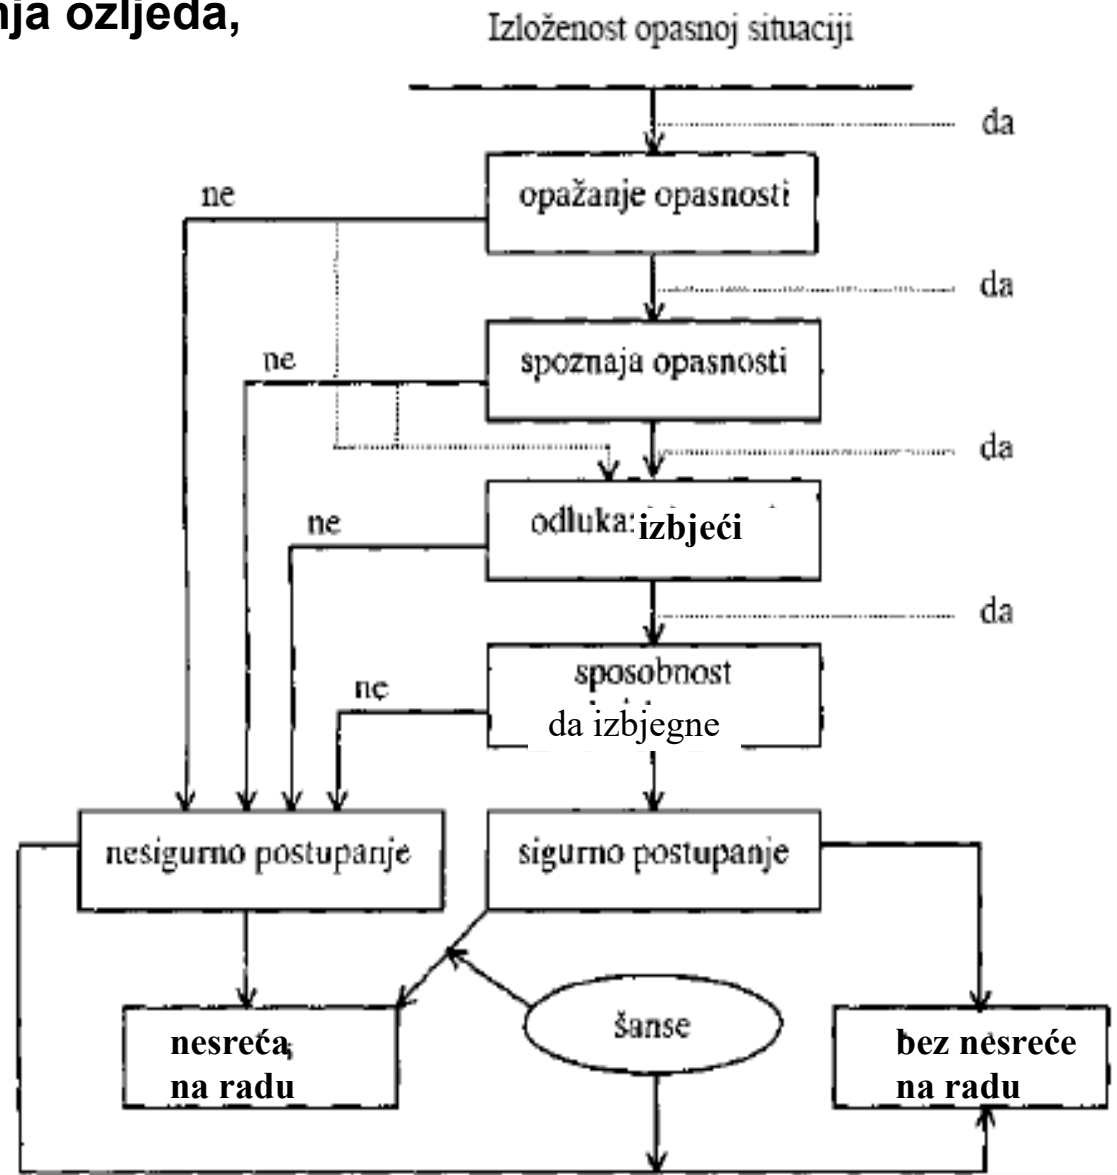 nja ozljeda,
Izloženost opasnoj situaciji
da
opažanje opasnosti
ne
da
spoznaja opasnosti
ne
da
odluka: izbjeći
ne
da
sposobnost
da izbjegne
ne
nesigurno postupanje
sigurno postupanje
šanse
nesreća
na radu
bez nesreće
na radu